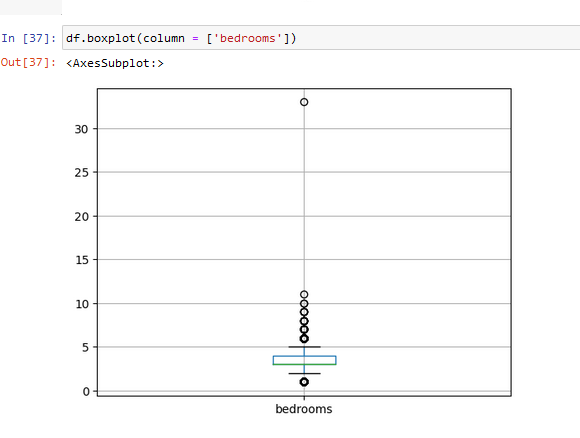 In [37]: df.boxplot(column = ['bedrooms'])
Out[37]: <AxesSubplot:>
30
25
20
15
10
5
0
bedrooms